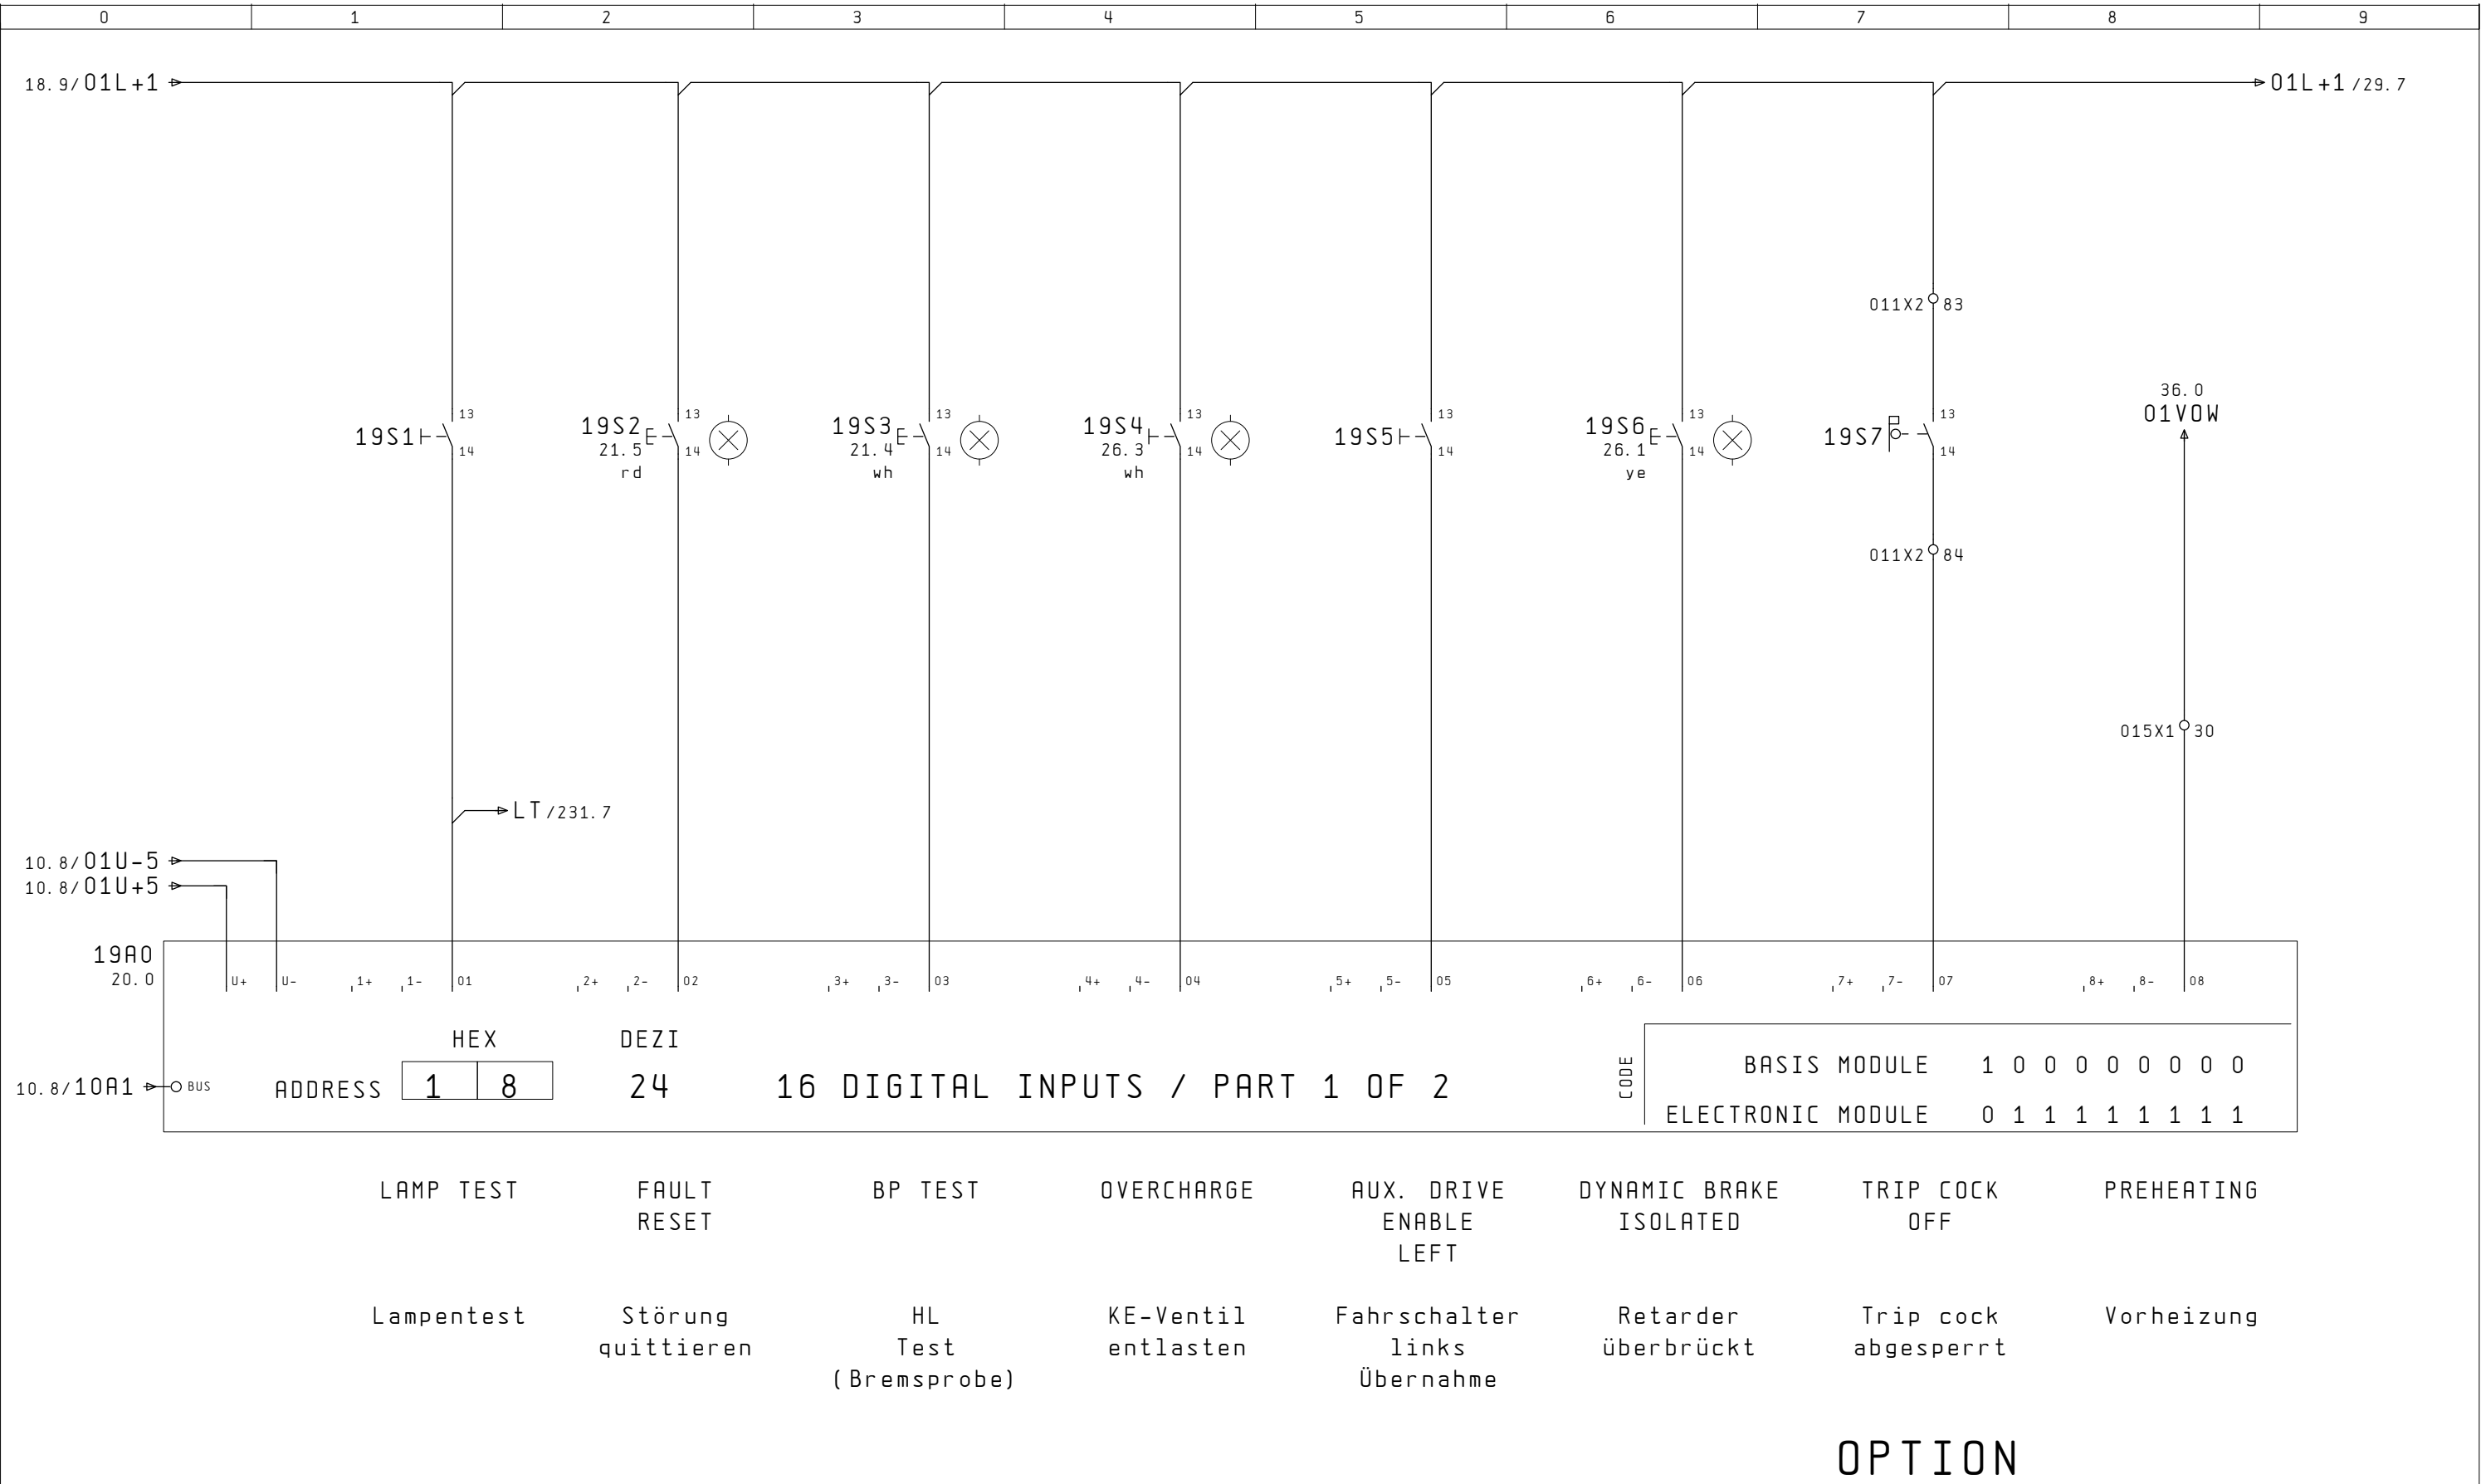 0 1 2 3 4 5 6 7 8 9
18.9/01L+1 01L+1/29.7
011X2 83
36.0
01VOW
19S1 13 14
19S2 13 14
21.5
rd
19S3 13 14
21.4
wh
19S4 13 14
26.3
wh
19S5 13 14
19S6 13 14
26.1
ye
19S7 13 14
011X2 84
015X1 30
LT/231.7
10.8/01U-5
10.8/01U+5
19A0
20.0
U+ U- 1+ 1- 01 2+ 2- 02 3+ 3- 03 4+ 4- 04 5+ 5- 05 6+ 6- 06 7+ 7- 07 8+ 8- 08
HEX DEZI
10.8/10A1 BUS ADDRESS 1 8 24 16 DIGITAL INPUTS / PART 1 OF 2
CODE
BASIS MODULE 1 0 0 0 0 0 0 0 0
ELECTRONIC MODULE 0 1 1 1 1 1 1 1 1
LAMP TEST
FAULT
RESET
BP TEST
OVERCHARGE
AUX. DRIVE
ENABLE
LEFT
DYNAMIC BRAKE
ISOLATED
TRIP COCK
OFF
PREHEATING
Lampentest
Störung
quittieren
HL
Test
(Bremsprobe)
KE-Ventil
entlasten
Fahrschalter
links
Übernahme
Retarder
überbrückt
Trip cock
abgesperrt
Vorheizung
OPTION